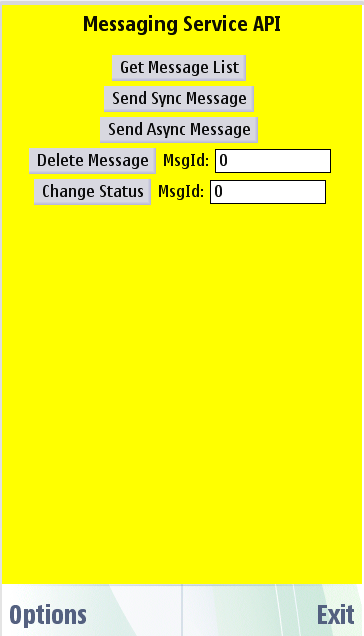 Messaging Service API
Get Message List
Send Sync Message
Send Async Message
Delete Message MsgId: 0
Change Status MsgId: 0
Options Exit